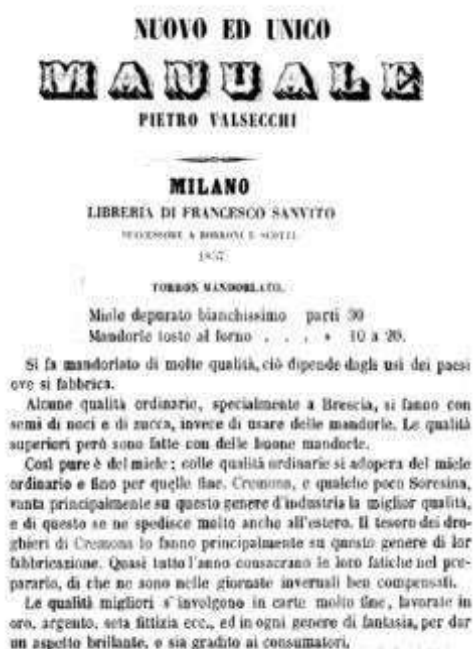 NUOVO ED UNICO
MANUALE
PIETRO VALSECCHI
MILANO
LIBRERIA DI FRANCESCO SANVITO
SUCCESSORE A BORRONI E SCOTTI
1857
TORRON MANDORLATO.
Miele depurato bianchissimo parti 30
Mandorle toste al forno . . . » 10 a 20.
Si fa mandorlato di molte qualità, ciò dipende dagli usi dei paesi
ove si fabbrica.
Alcune qualità ordinarie, specialmente a Brescia, si fanno con
semi di noci e di zucca, invece di usare delle mandorle. Le qualità
superiori però sono fatte con delle buone mandorle.
Così pure è del miele; colle qualità ordinarie si adopera del miele
ordinario e fino per quelle fine. Cremona, e qualche poco Soresina,
vanta principalmente su questo genere d'industria la miglior qualità,
e di questo se ne spedisce molto anche all'estero. Il tesoro dei dro-
ghieri di Cremona lo fanno principalmente su questo genere di lor
fabbricazione. Quasi tutto l'anno consacrano le loro fatiche nel pre-
pararlo, di che ne sono nelle giornate invernali ben compensati.
Le qualità migliori s'involgono in carte molto fine, lavorate in
oro, argento, seta fittizia ecc., ed in ogni genere di fantasia, per dar
un aspetto brillante, o sia gradito ai consumatori.